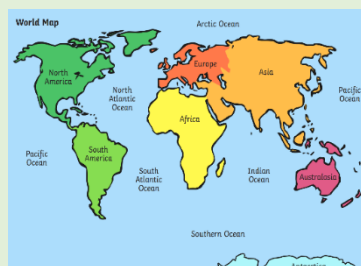 World Map
Arctic Ocean
North
America
Europe
Asia
North
Atlantic
Ocean
Pacific
Ocean
Africa
Pacific
Ocean
South
America
South
Atlantic
Ocean
Indian
Ocean
Australasia
Southern Ocean
Antarctica